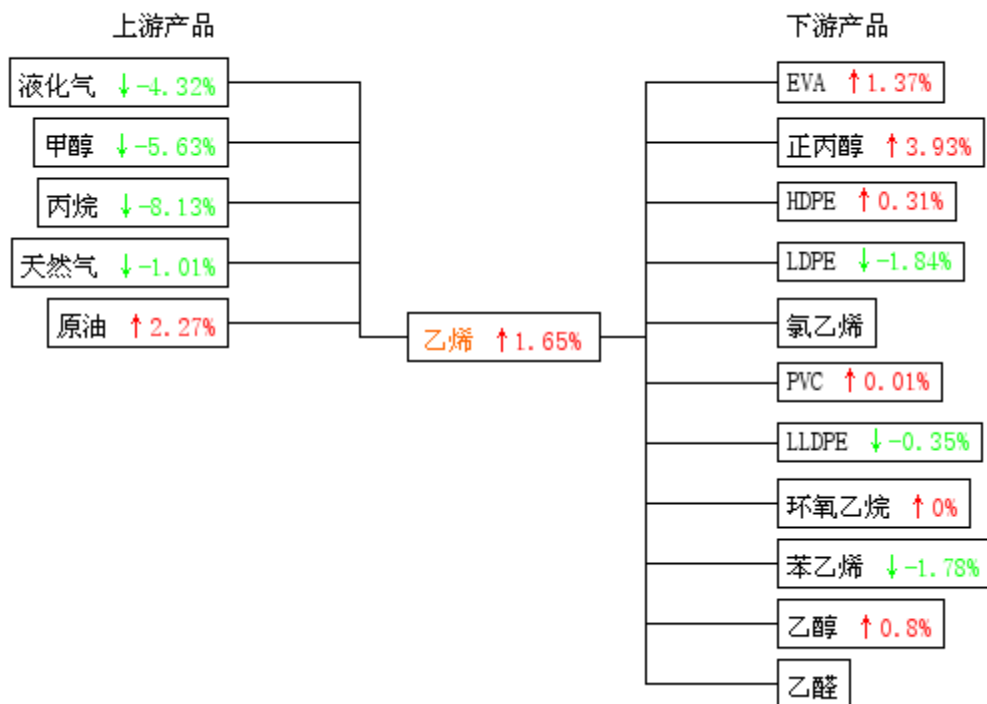 上游产品
液化气 ↓-4.32%
甲醇 ↓-5.63%
丙烷 ↓-8.13%
天然气 ↓-1.01%
原油 ↑2.27%
乙烯 ↑1.65%
下游产品
EVA ↑1.37%
正丙醇 ↑3.93%
HDPE ↑0.31%
LDPE ↓-1.84%
氯乙烯
PVC ↑0.01%
LLDPE ↓-0.35%
环氧乙烷 ↑0%
苯乙烯 ↓-1.78%
乙醇 ↑0.8%
乙醛